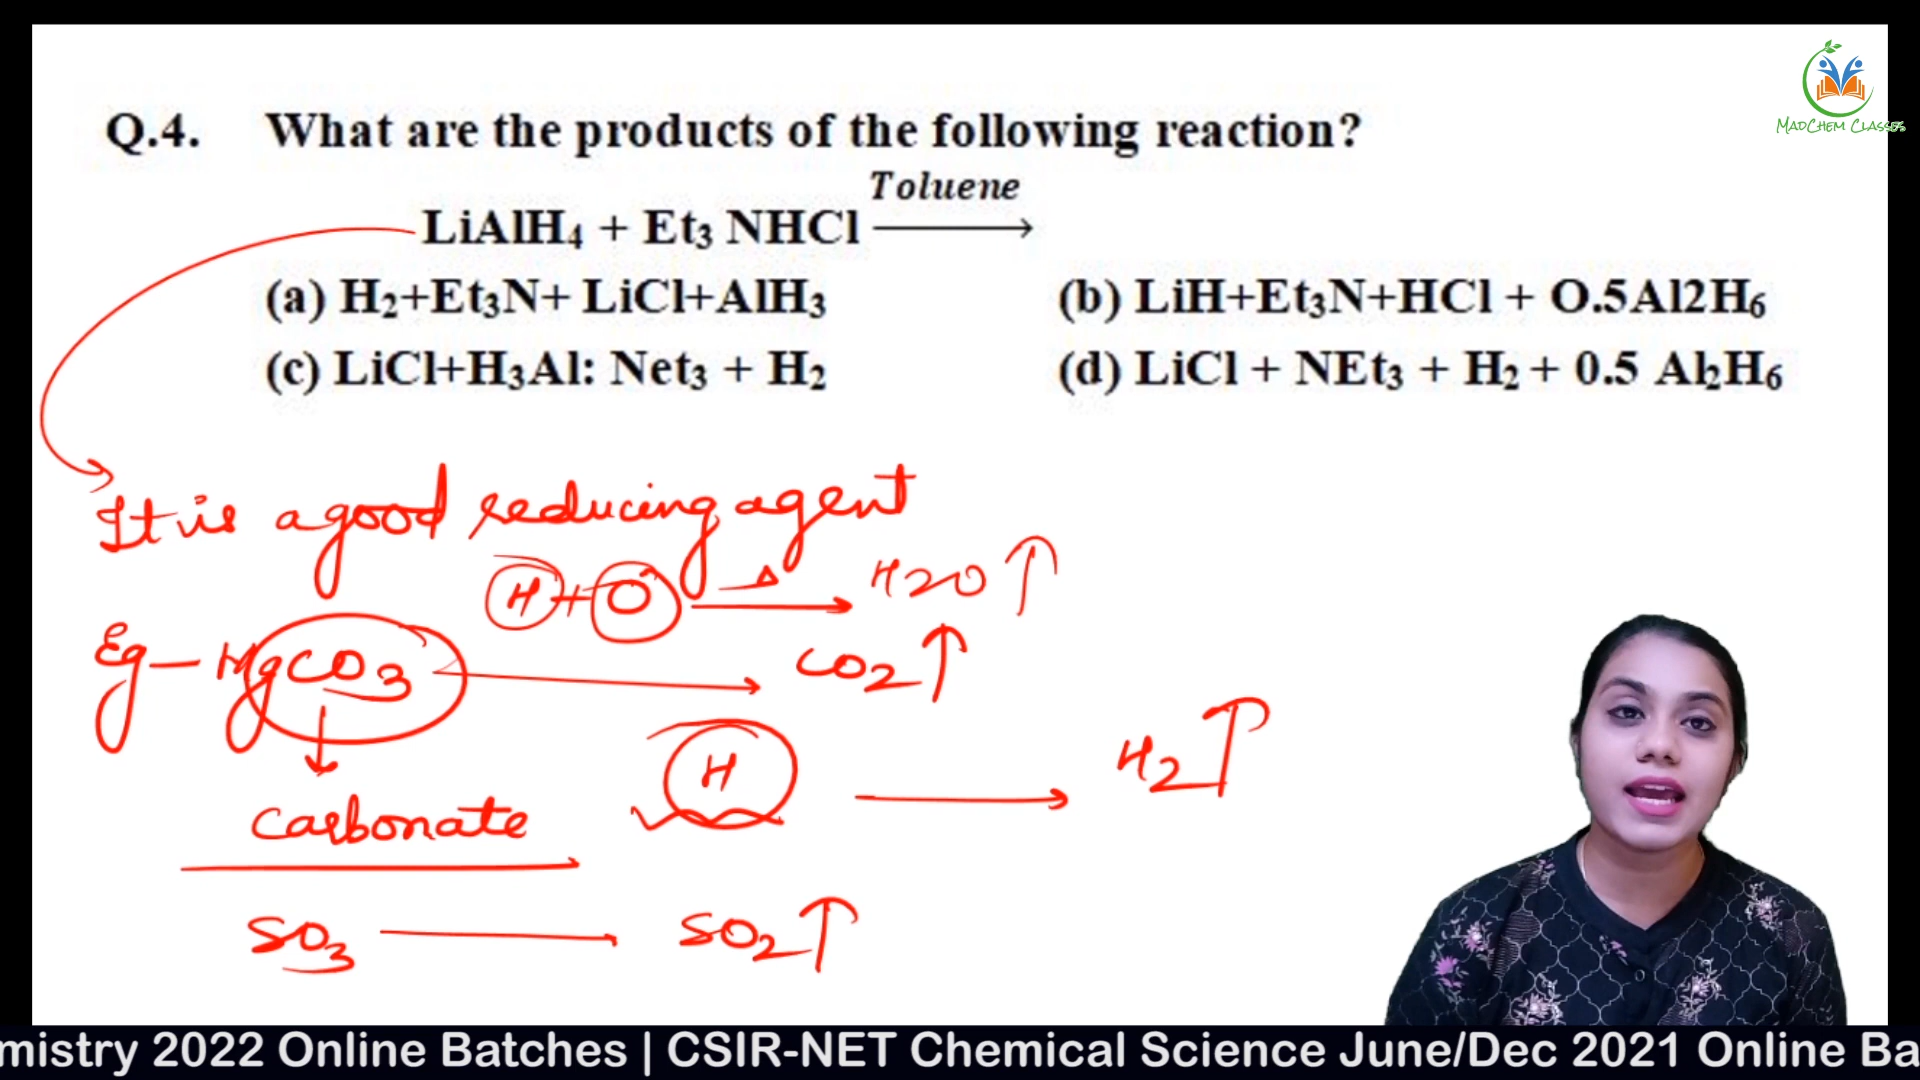 MADCHEM CLASSES
Q.4. What are the products of the following reaction?
Toluene
LiAlH₄ + Et₃ NHCl ⟶
(a) H₂+Et₃N+ LiCl+AlH₃ (b) LiH+Et₃N+HCl + O.5Al2H₆
(c) LiCl+H₃Al: Net₃ + H₂ (d) LiCl + NEt₃ + H₂ + 0.5 Al₂H₆
It is a good reducing agent
H + O Δ⟶ H2O ↑
Eg – MgCO3 ⟶ CO2 ↑
H ⟶ H2 ↑
Carbonate
SO3 ⟶ SO2 ↑
mistry 2022 Online Batches | CSIR-NET Chemical Science June/Dec 2021 Online Ba